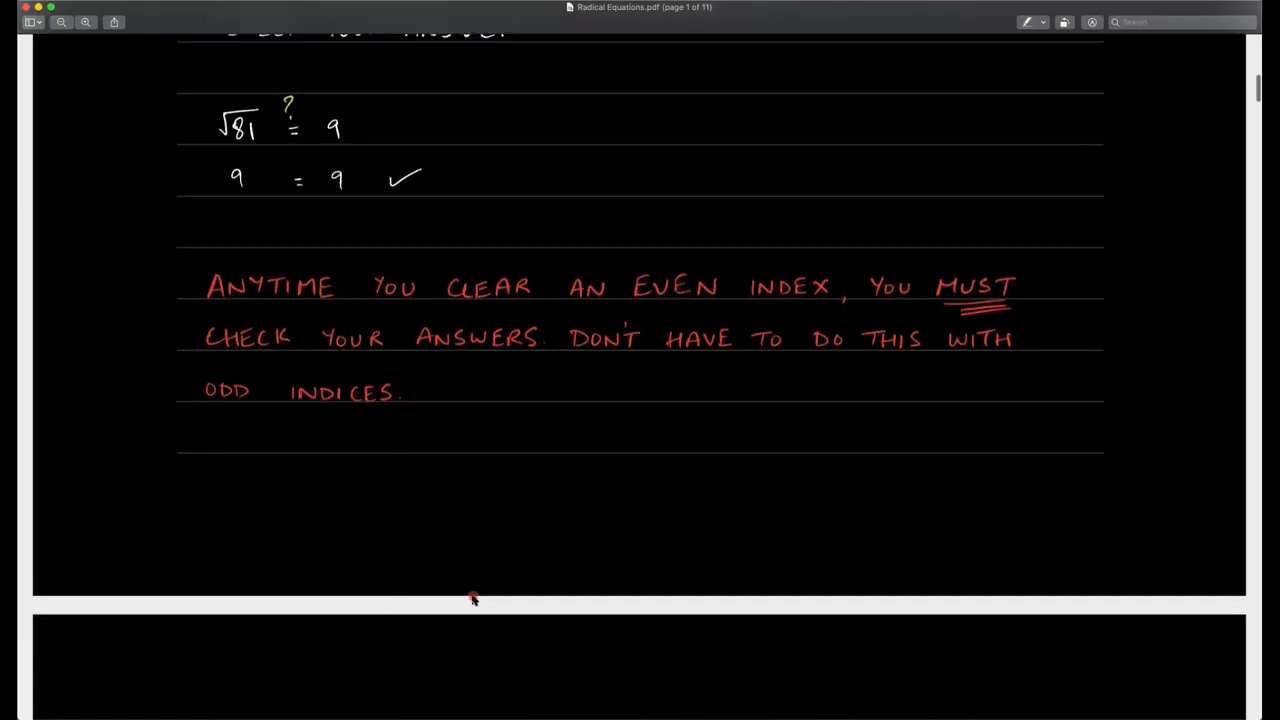 Radical Equations.pdf (page 1 of 11)
Search
√81 ?= 9
9 = 9 ✓
ANYTIME YOU CLEAR AN EVEN INDEX, YOU MUST
CHECK YOUR ANSWERS. DON'T HAVE TO DO THIS WITH
ODD INDICES.